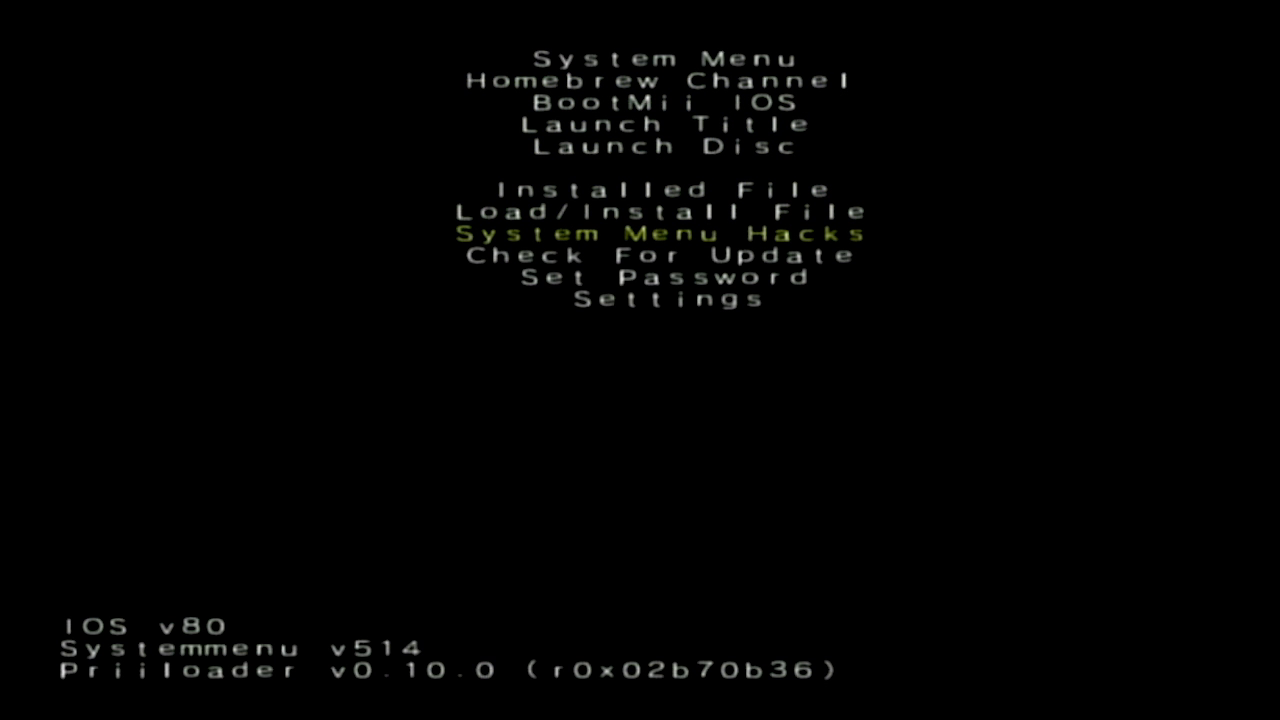 System Menu
Homebrew Channel
BootMii IOS
Launch Title
Launch Disc
Installed File
Load/Install File
System Menu Hacks
Check For Update
Set Password
Settings
IOS v80
Systemmenu v514
Priiloader v0.10.0 (r0x02b70b36)